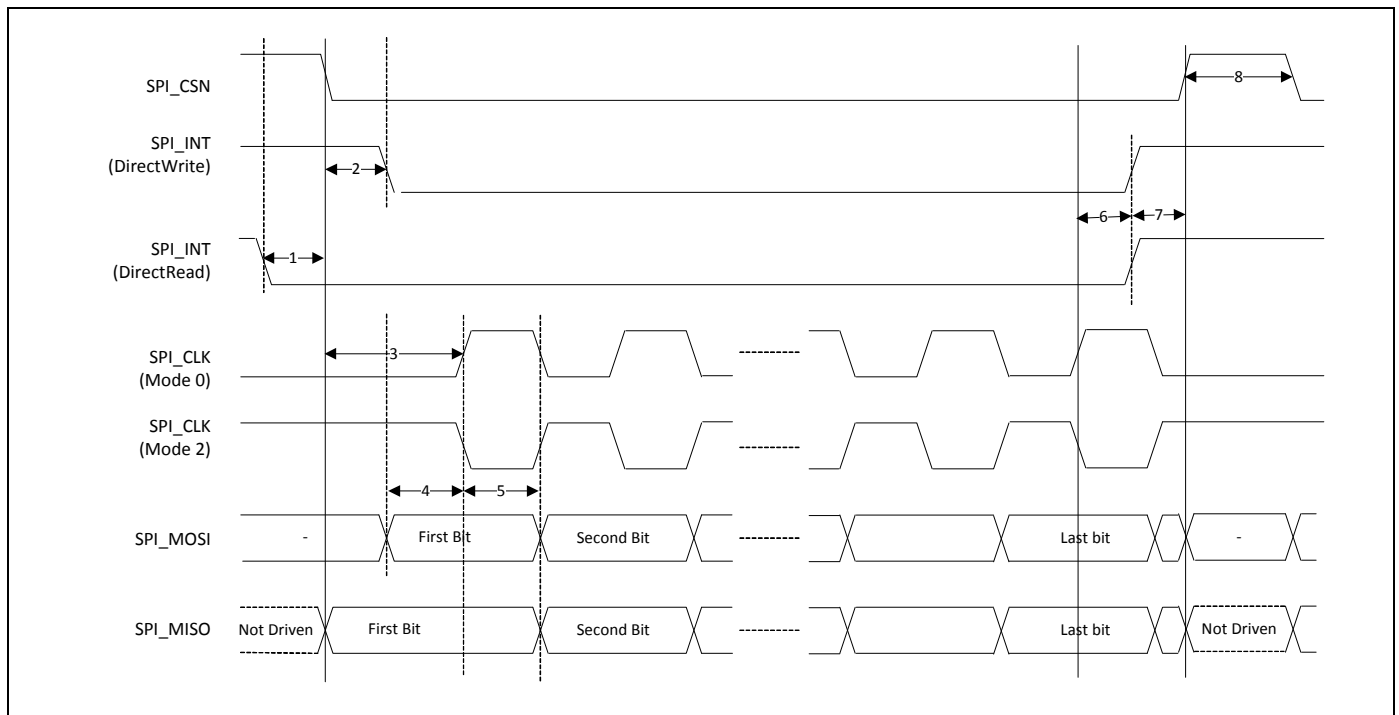 SPI_CSN
8
SPI_INT
(DirectWrite)
2
6
7
SPI_INT
(DirectRead)
1
SPI_CLK
(Mode 0)
3
SPI_CLK
(Mode 2)
4
5
SPI_MOSI
-
First Bit
Second Bit
Last bit
-
SPI_MISO
Not Driven
First Bit
Second Bit
Last bit
Not Driven